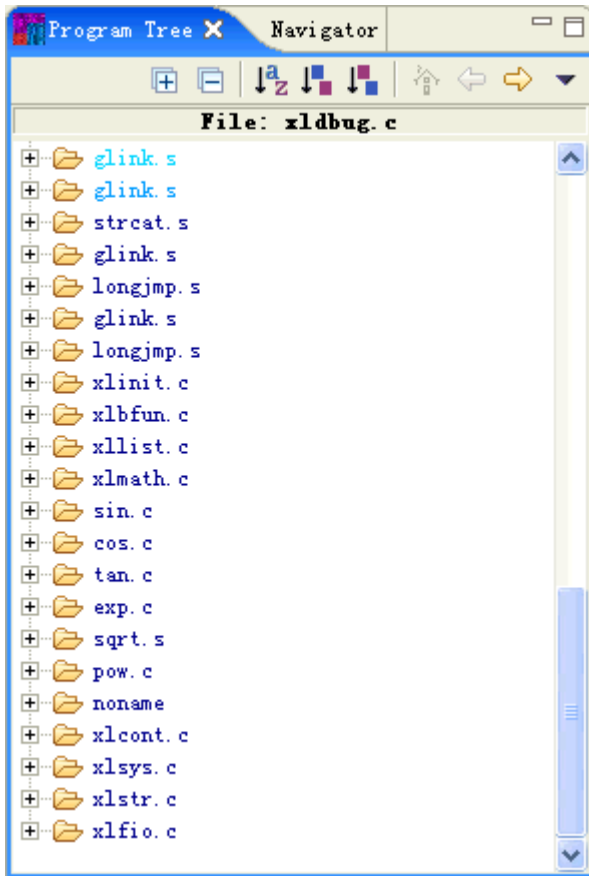 Program Tree Navigator
File: xldbug.c
glink.s
glink.s
strcat.s
glink.s
longjmp.s
glink.s
longjmp.s
xlinit.c
xlbfun.c
xllist.c
xlmath.c
sin.c
cos.c
tan.c
exp.c
sqrt.s
pow.c
noname
xlcont.c
xlsys.c
xlstr.c
xlfio.c